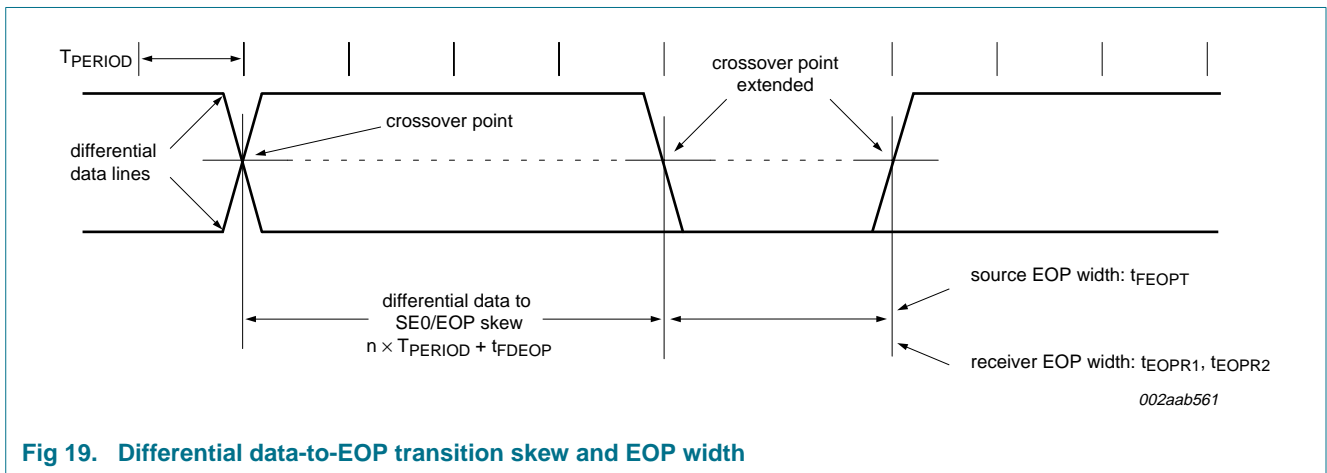 TPERIOD
crossover point
extended
crossover point
differential
data lines
differential data to
SE0/EOP skew
n × TPERIOD + tFDEOP
source EOP width: tFEOPT
receiver EOP width: tEOPR1, tEOPR2
002aab561
Fig 19. Differential data-to-EOP transition skew and EOP width